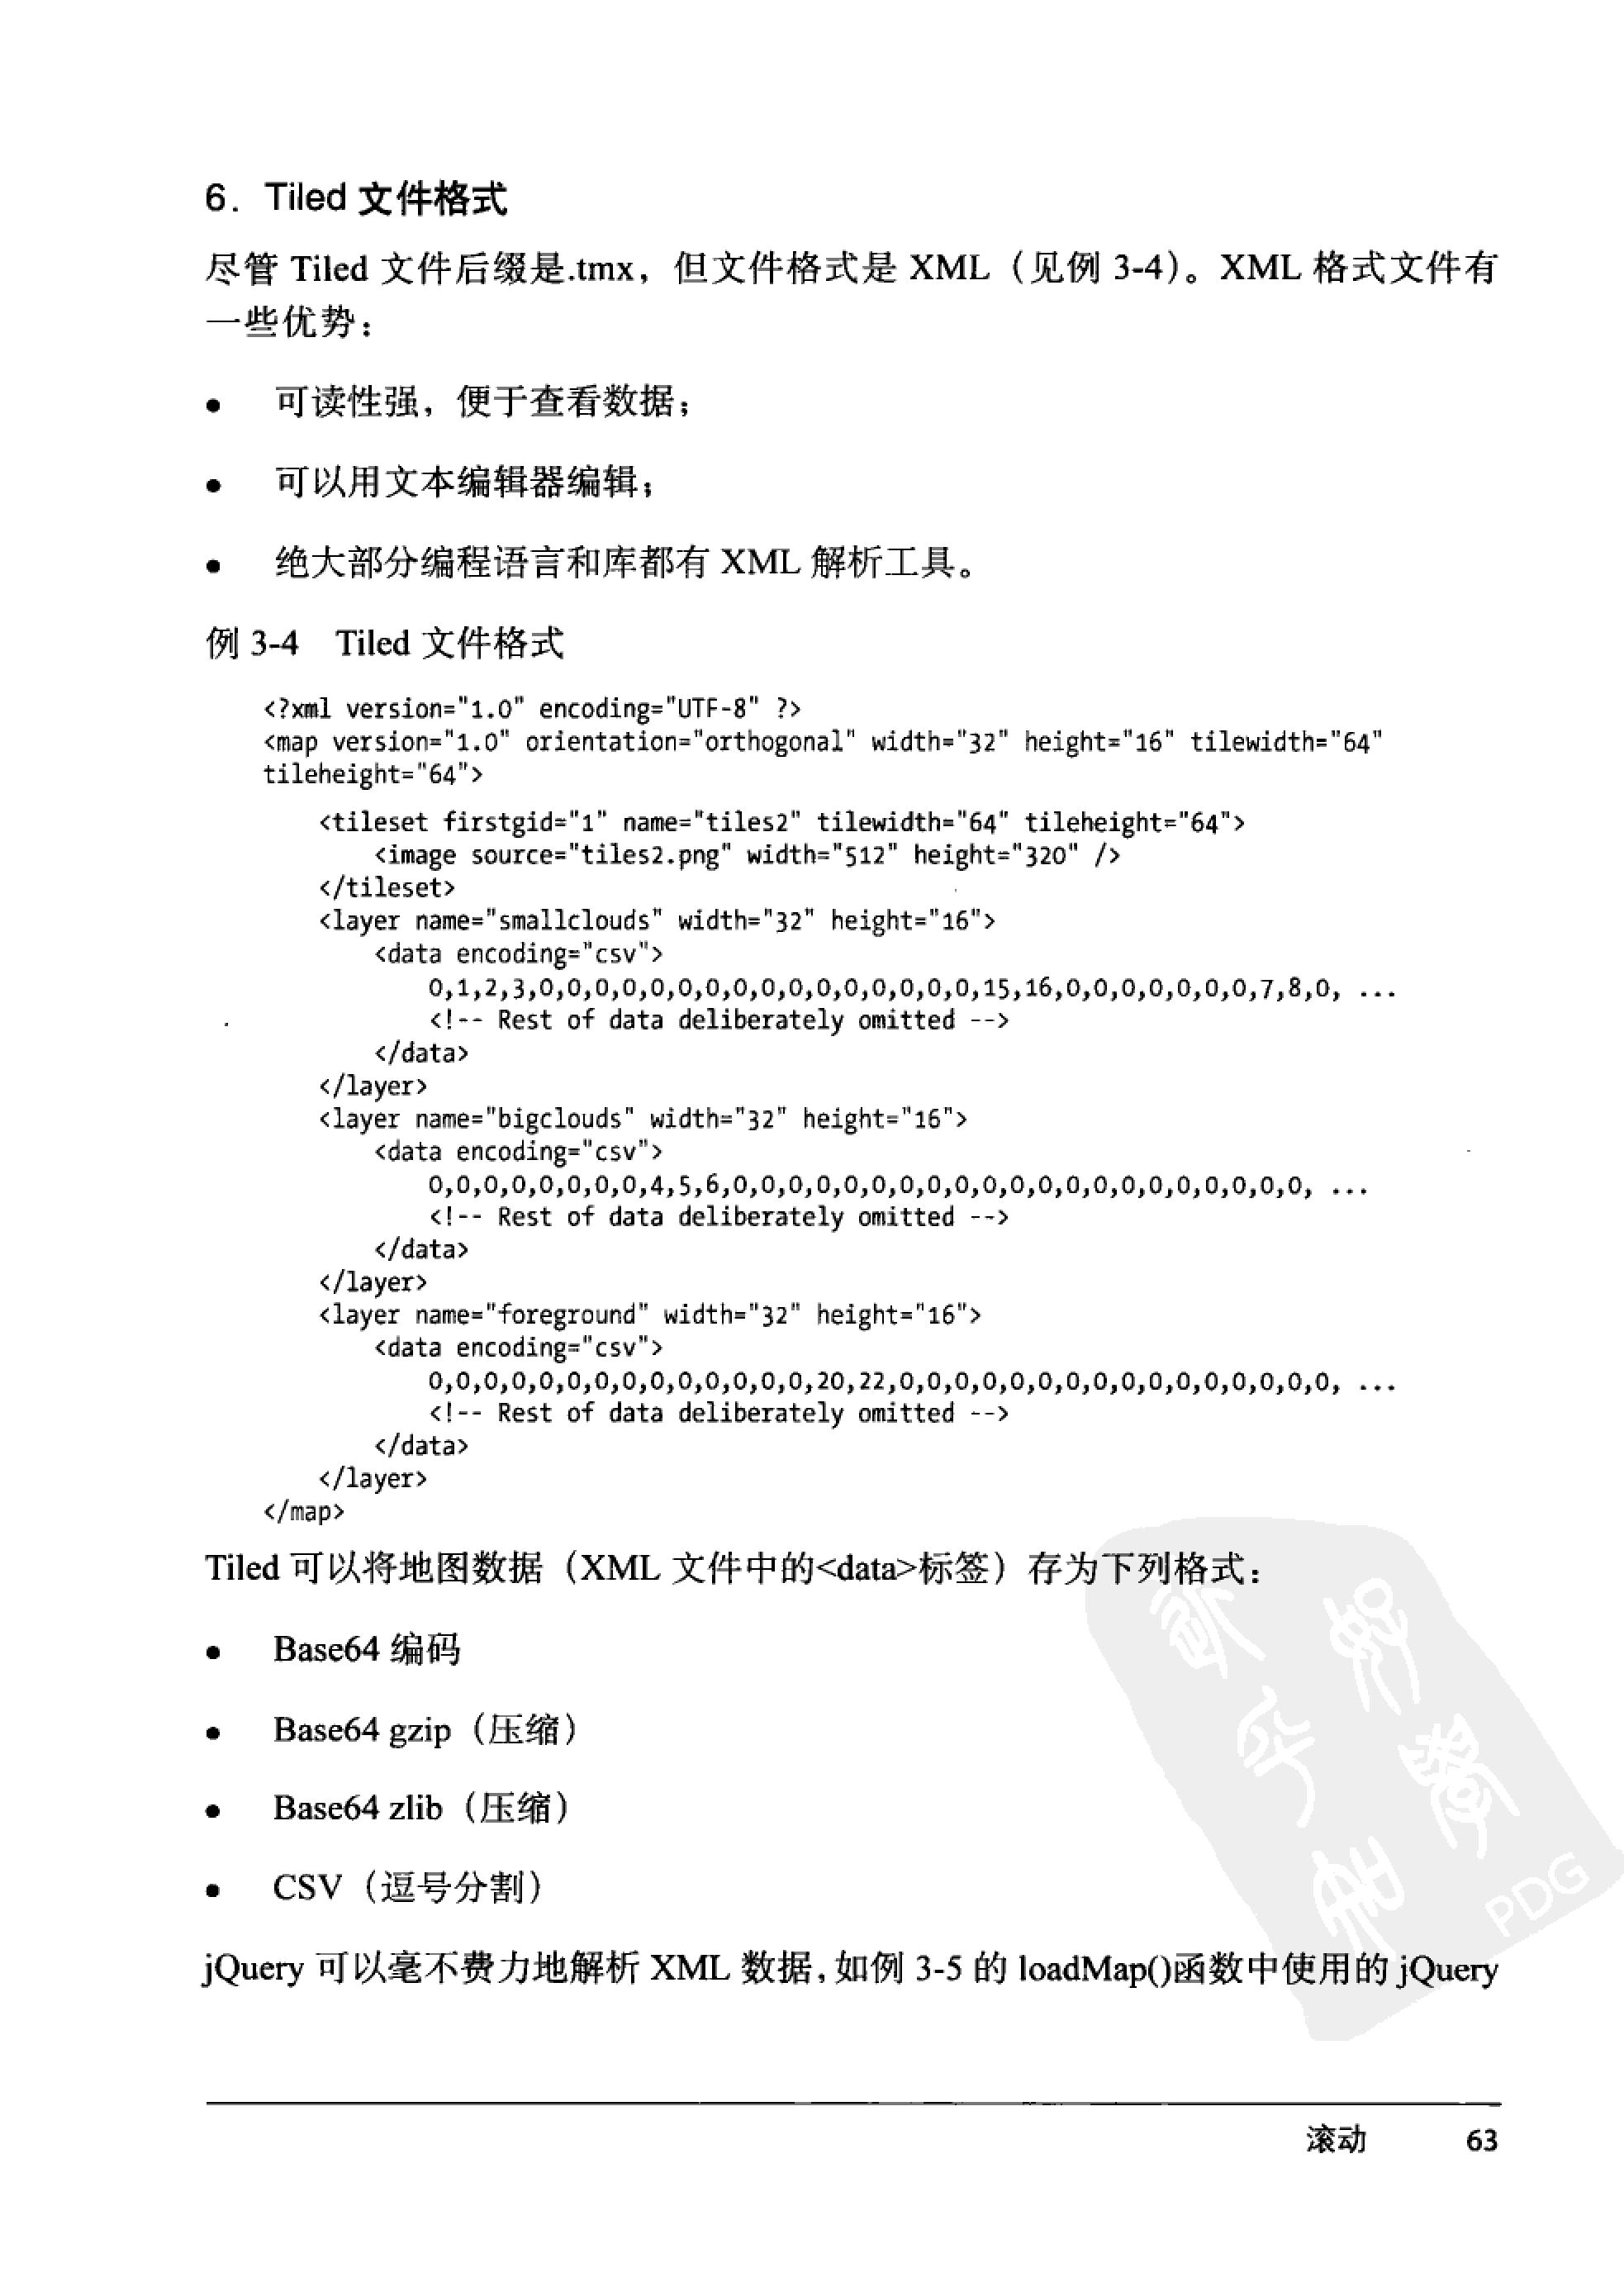 6. Tiled 文件格式
尽管 Tiled 文件后缀是.tmx，但文件格式是 XML（见例 3-4）。XML 格式文件有
一些优势：
● 可读性强，便于查看数据；
● 可以用文本编辑器编辑；
● 绝大部分编程语言和库都有 XML 解析工具。
例 3-4 Tiled 文件格式
<?xml version="1.0" encoding="UTF-8" ?>
<map version="1.0" orientation="orthogonal" width="32" height="16" tilewidth="64"
tileheight="64">
<tileset firstgid="1" name="tiles2" tilewidth="64" tileheight="64">
<image source="tiles2.png" width="512" height="320" />
</tileset>
<layer name="smallclouds" width="32" height="16">
<data encoding="csv">
0,1,2,3,0,0,0,0,0,0,0,0,0,0,0,0,0,0,0,0,15,16,0,0,0,0,0,0,0,7,8,0, ...
<!-- Rest of data deliberately omitted -->
</data>
</layer>
<layer name="bigclouds" width="32" height="16">
<data encoding="csv">
0,0,0,0,0,0,0,0,4,5,6,0,0,0,0,0,0,0,0,0,0,0,0,0,0,0,0,0,0,0,0,0, ...
<!-- Rest of data deliberately omitted -->
</data>
</layer>
<layer name="foreground" width="32" height="16">
<data encoding="csv">
0,0,0,0,0,0,0,0,0,0,0,0,0,0,20,22,0,0,0,0,0,0,0,0,0,0,0,0,0,0,0,0, ...
<!-- Rest of data deliberately omitted -->
</data>
</layer>
</map>
Tiled 可以将地图数据（XML 文件中的<data>标签）存为下列格式：
● Base64 编码
● Base64 gzip（压缩）
● Base64 zlib（压缩）
● CSV（逗号分割）
PDG
jQuery 可以毫不费力地解析 XML 数据，如例 3-5 的 loadMap()函数中使用的 jQuery
滚动 63